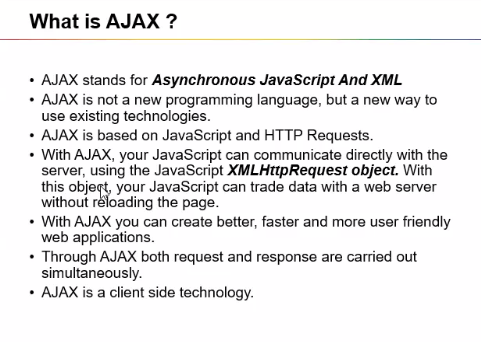 What is AJAX ?
• AJAX stands for Asynchronous JavaScript And XML
• AJAX is not a new programming language, but a new way to
use existing technologies.
• AJAX is based on JavaScript and HTTP Requests.
• With AJAX, your JavaScript can communicate directly with the
server, using the JavaScript XMLHttpRequest object. With
this object, your JavaScript can trade data with a web server
without reloading the page.
• With AJAX you can create better, faster and more user friendly
web applications.
• Through AJAX both request and response are carried out
simultaneously.
• AJAX is a client side technology.